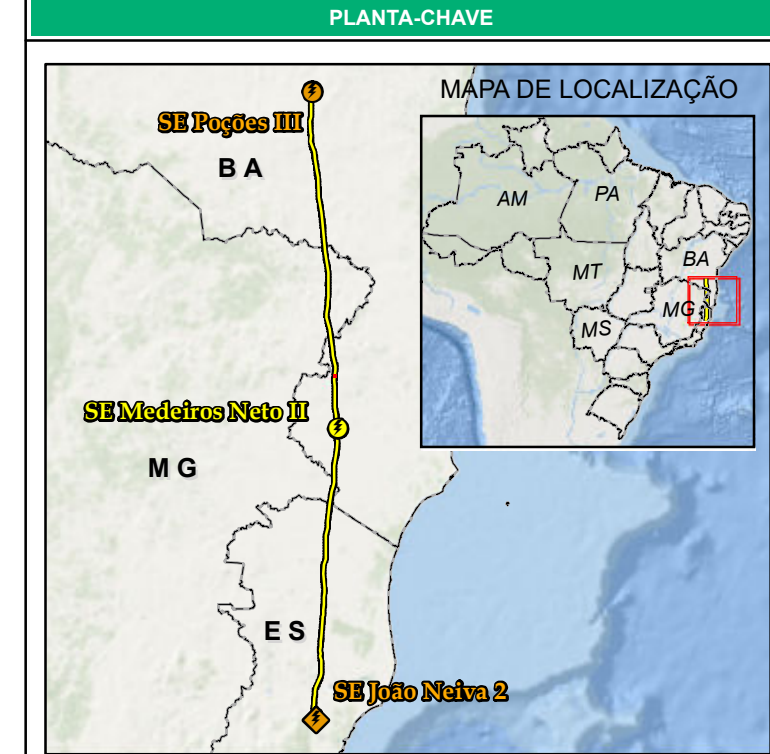 PLANTA-CHAVE
MAPA DE LOCALIZAÇÃO
SE Poções III
B A
AM
PA
BA
MT
MG
MS
SE Medeiros Neto II
M G
E S
SE João Neiva 2